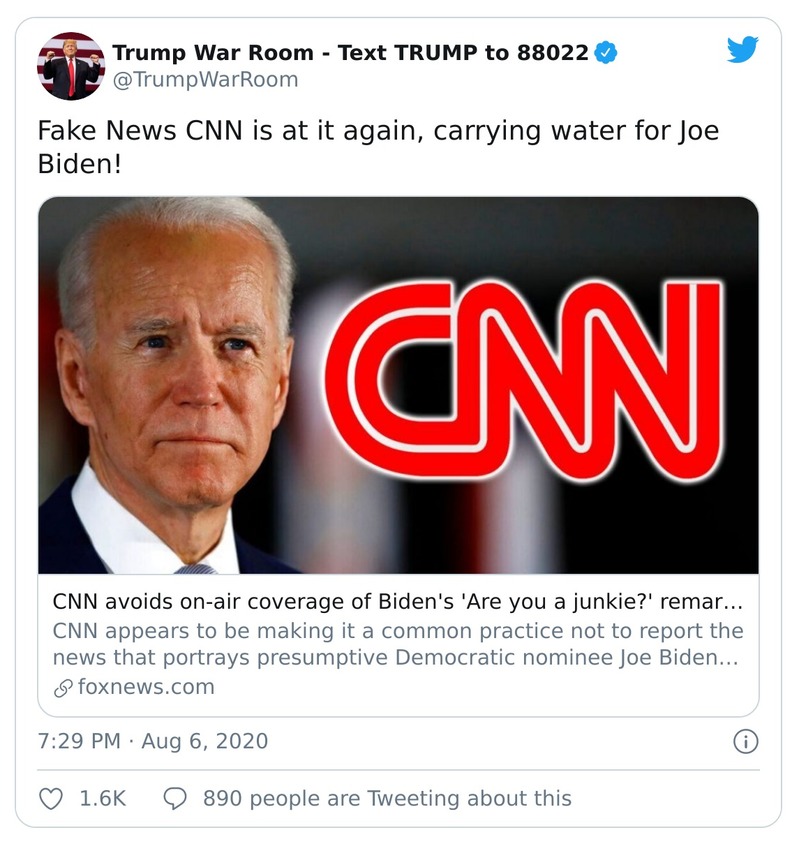 Trump War Room - Text TRUMP to 88022
@TrumpWarRoom
Fake News CNN is at it again, carrying water for Joe
Biden!
CNN
CNN avoids on-air coverage of Biden's 'Are you a junkie?' remar...
CNN appears to be making it a common practice not to report the
news that portrays presumptive Democratic nominee Joe Biden...
foxnews.com
7:29 PM · Aug 6, 2020
1.6K 890 people are Tweeting about this